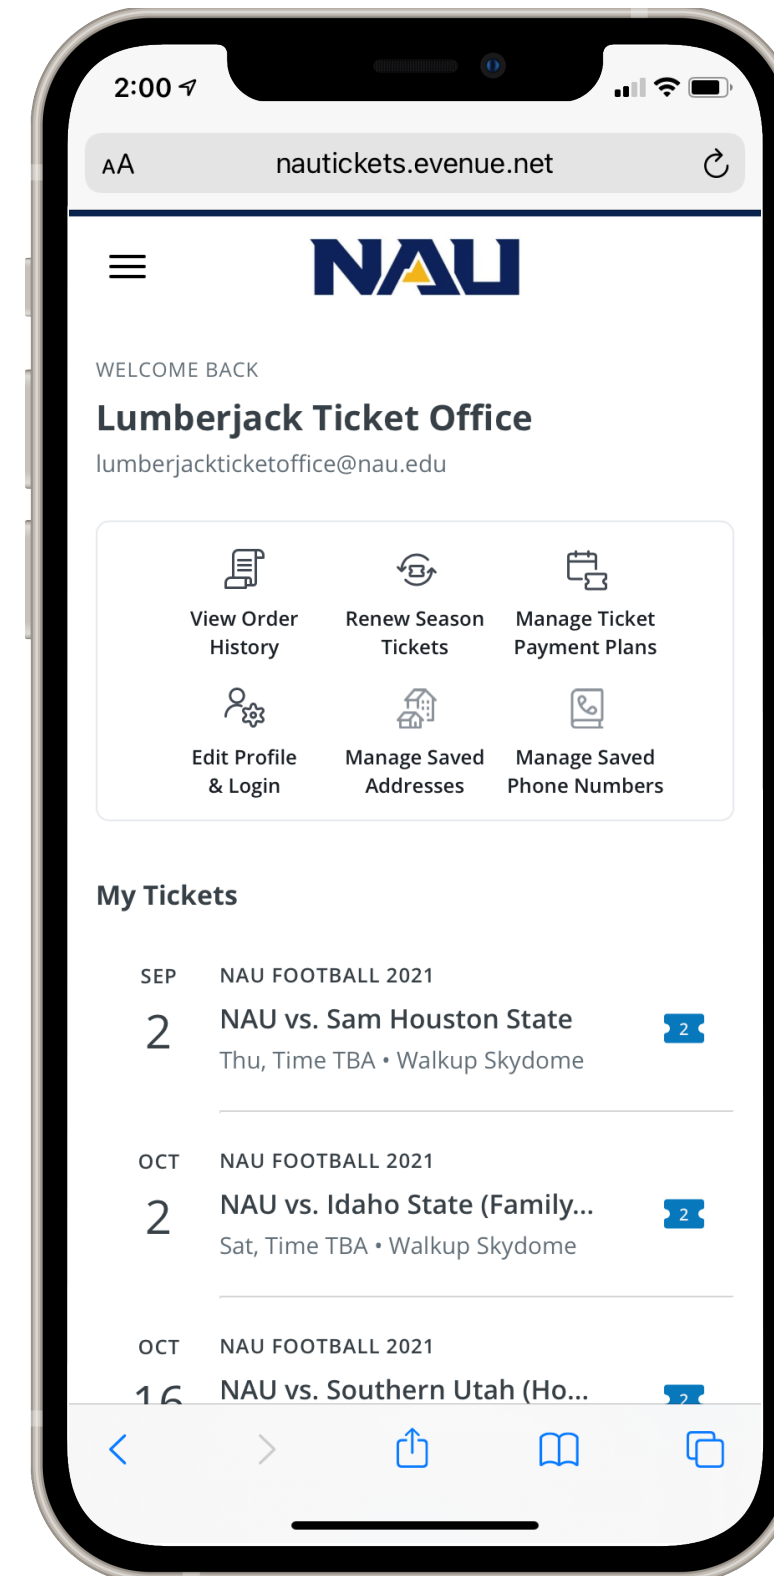 2:00
AA nautickets.evenue.net
NAU
WELCOME BACK
Lumberjack Ticket Office
lumberjackticketoffice@nau.edu
View Order
History
Renew Season
Tickets
Manage Ticket
Payment Plans
Edit Profile
& Login
Manage Saved
Addresses
Manage Saved
Phone Numbers
My Tickets
SEP
2
NAU FOOTBALL 2021
NAU vs. Sam Houston State
Thu, Time TBA • Walkup Skydome
2
OCT
2
NAU FOOTBALL 2021
NAU vs. Idaho State (Family...
Sat, Time TBA • Walkup Skydome
2
OCT
16
NAU FOOTBALL 2021
NAU vs. Southern Utah (Ho...
2